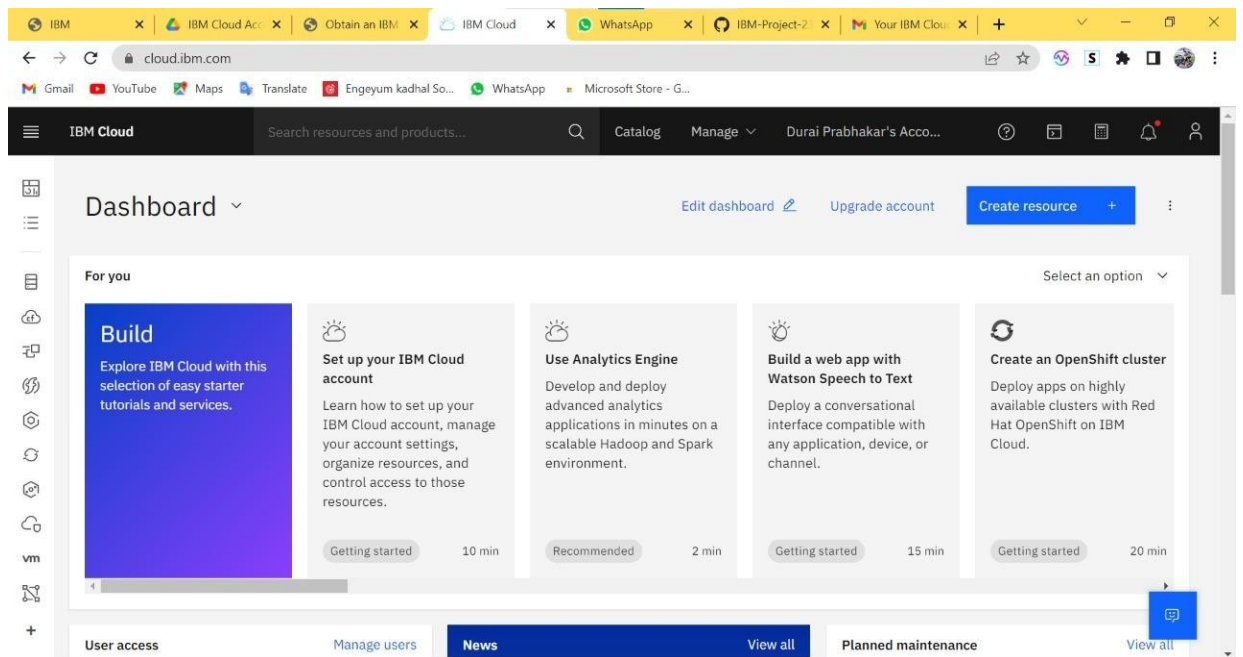 IBM
IBM Cloud Acc
Obtain an IBM
IBM Cloud
WhatsApp
IBM-Project-2
Your IBM Clou
cloud.ibm.com
Gmail
YouTube
Maps
Translate
Engeyum kadhal So...
WhatsApp
Microsoft Store - G...
IBM Cloud
Search resources and products...
Catalog
Manage
Durai Prabhakar's Acco...
Dashboard
Edit dashboard
Upgrade account
Create resource +
For you
Select an option
Build
Explore IBM Cloud with this
selection of easy starter
tutorials and services.
Set up your IBM Cloud
account
Learn how to set up your
IBM Cloud account, manage
your account settings,
organize resources, and
control access to those
resources.
Getting started
10 min
Use Analytics Engine
Develop and deploy
advanced analytics
applications in minutes on a
scalable Hadoop and Spark
environment.
Recommended
2 min
Build a web app with
Watson Speech to Text
Deploy a conversational
interface compatible with
any application, device, or
channel.
Getting started
15 min
Create an OpenShift cluster
Deploy apps on highly
available clusters with Red
Hat OpenShift on IBM
Cloud.
Getting started
20 min
vm
User access
Manage users
News
View all
Planned maintenance
View all